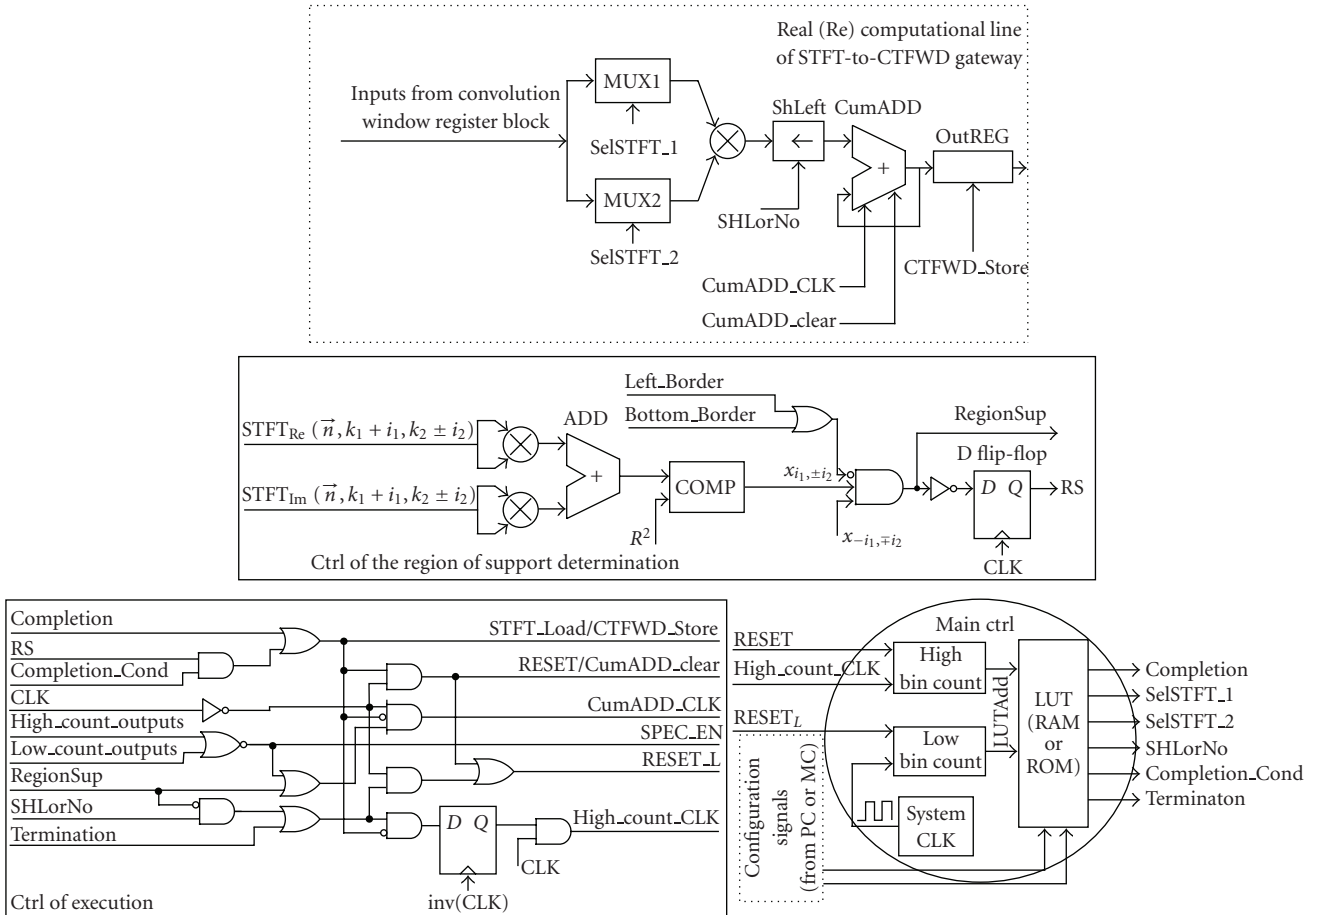 Real (Re) computational line
of STFT-to-CTFWD gateway
Inputs from convolution
window register block
MUX1
SelSTFT_1
MUX2
SelSTFT_2
ShLeft
CumADD
←
+
SHLorNo
OutREG
CTFWD_Store
CumADD_CLK
CumADD_clear
Left_Border
Bottom_Border
STFT_Re (n⃗, k_1 + i_1, k_2 ± i_2)
STFT_Im (n⃗, k_1 + i_1, k_2 ± i_2)
ADD
+
COMP
R^2
x_{i_1,±i_2}
x_{−i_1,∓i_2}
RegionSup
D flip-flop
D Q
RS
CLK
Ctrl of the region of support determination
Completion
RS
Completion_Cond
CLK
High_count_outputs
Low_count_outputs
RegionSup
SHLorNo
Termination
STFT_Load/CTFWD_Store
RESET/CumADD_clear
CumADD_CLK
SPEC_EN
RESET_L
High_count_CLK
D Q
CLK
inv(CLK)
Ctrl of execution
RESET
High_count_CLK
RESET_L
Configuration
signals
(from PC or MC)
Main ctrl
High
bin count
Low
bin count
System
CLK
LUTAdd
LUT
(RAM
or
ROM)
Completion
SelSTFT_1
SelSTFT_2
SHLorNo
Completion_Cond
Terminaton